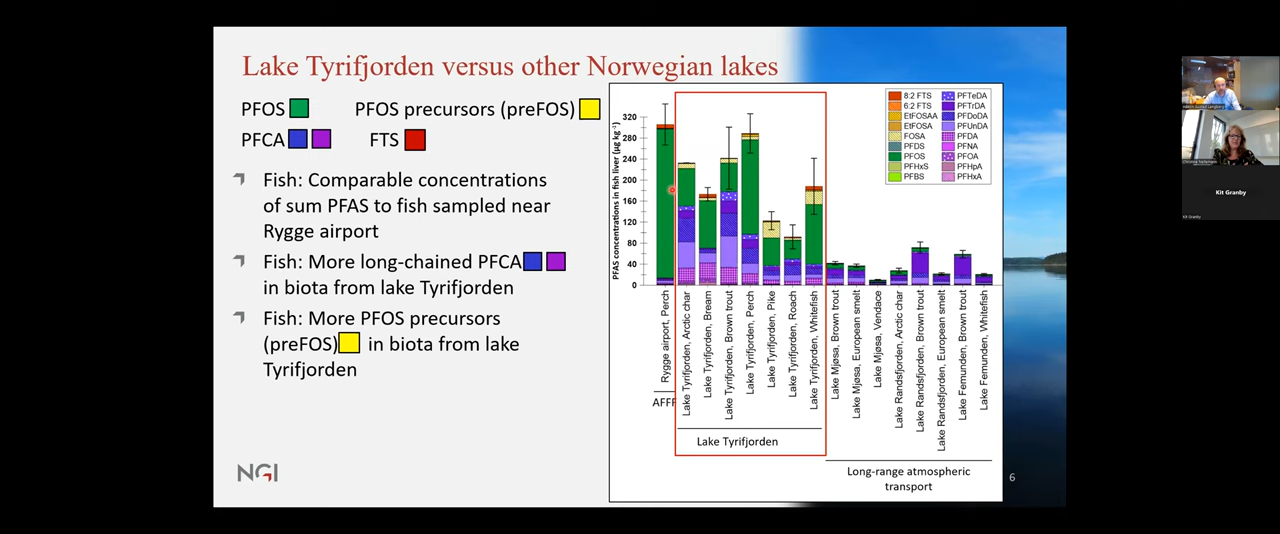 Lake Tyrifjorden versus other Norwegian lakes
PFOS
PFOS precursors (preFOS)
PFCA
FTS
Fish: Comparable concentrations
of sum PFAS to fish sampled near
Rygge airport
Fish: More long-chained PFCA
in biota from lake Tyrifjorden
Fish: More PFOS precursors
(preFOS) in biota from lake
Tyrifjorden
NGI
PFAS concentrations in fish liver (µg kg⁻¹)
320
280
240
200
160
120
80
40
0
8:2 FTS
6:2 FTS
EtFOSAA
EtFOSA
FOSA
PFDS
PFOS
PFHxS
PFBS
PFTeDA
PFTrDA
PFDoDA
PFUnDA
PFDA
PFNA
PFOA
PFHpA
PFHxA
Rygge airport, Perch
Lake Tyrifjorden, Arctic char
Lake Tyrifjorden, Bream
Lake Tyrifjorden, Brown trout
Lake Tyrifjorden, Perch
Lake Tyrifjorden, Pike
Lake Tyrifjorden, Roach
Lake Tyrifjorden, Whitefish
Lake Mjøsa, Brown trout
Lake Mjøsa, European smelt
Lake Mjøsa, Vendace
Lake Randsfjorden, Arctic char
Lake Randsfjorden, Brown trout
Lake Randsfjorden, European smelt
Lake Femunden, Brown trout
Lake Femunden, Whitefish
AFFF
Lake Tyrifjorden
Long-range atmospheric
transport
6
Kit Granby
Kit Granby